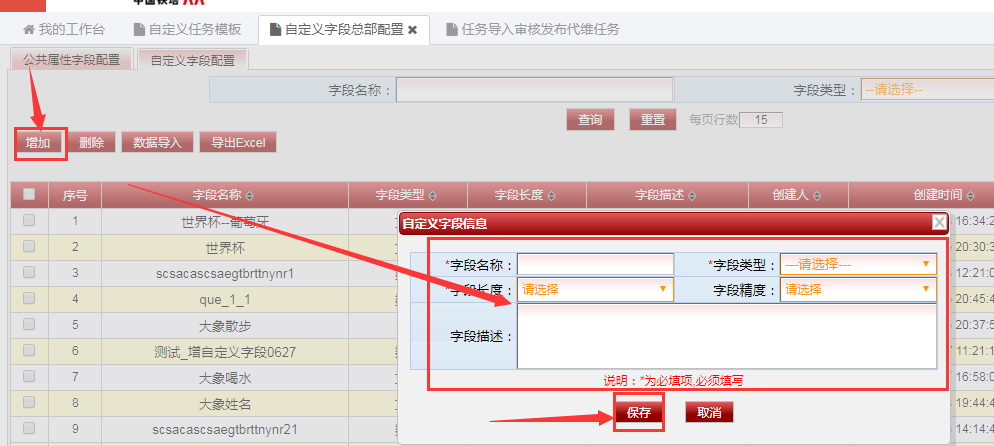 我的工作台 自定义任务模板 自定义字段总部配置 任务导入审核发布代维任务
公共属性字段配置 自定义字段配置
字段名称： 字段类型： --请选择--
查询 重置 每页行数 15
增加 删除 数据导入 导出Excel
序号 字段名称 字段类型 字段长度 字段描述 创建人 创建时间
1 世界杯--葡萄牙 16:34:2
2 世界杯 20:30:3
3 scsacascsaegtbrttnynr1 12:21:0
4 que_1_1 20:45:4
5 大象散步 20:37:5
6 测试_增自定义字段0627 11:21:1
7 大象喝水 16:58:0
8 大象姓名 19:44:4
9 scsacascsaegtbrttnynr21 14:14:4
自定义字段信息
*字段名称： *字段类型： ---请选择---
*字段长度： 请选择 字段精度： 请选择
字段描述：
说明：*为必填项,必须填写
保存 取消